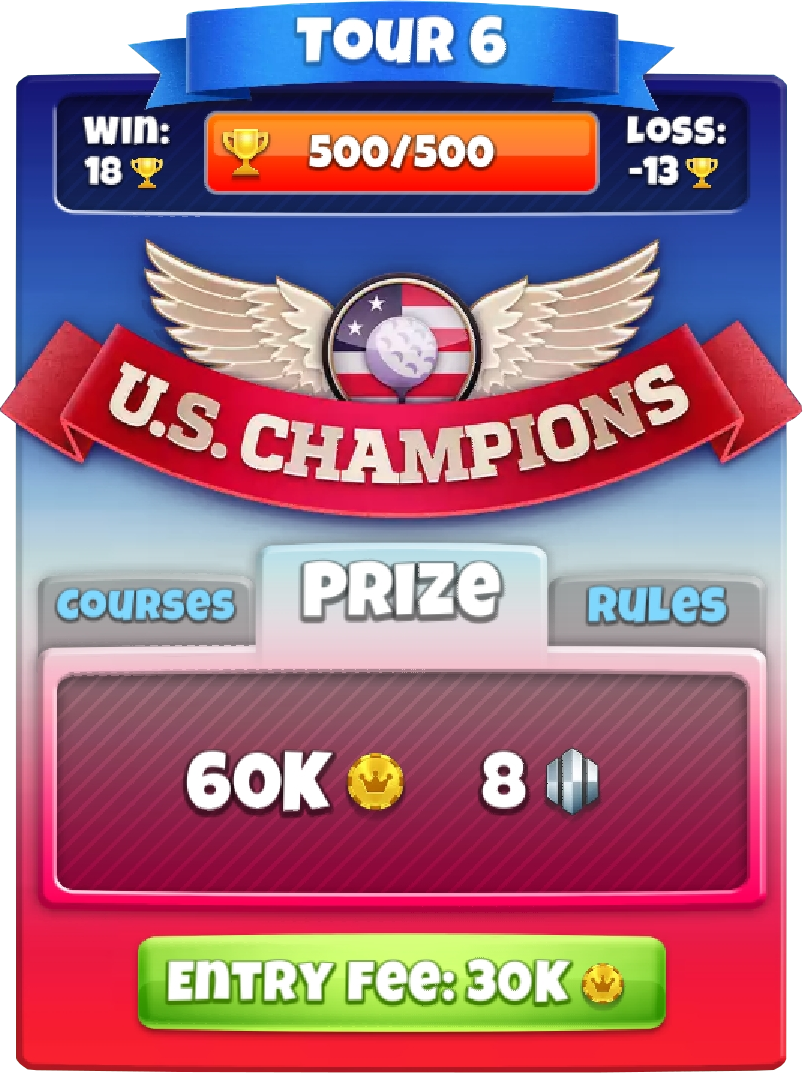 TOUR 6
WIN:
18
500/500
LOSS:
-13
U.S. CHAMPIONS
COURSES
PRIZE
RULES
60K
8
ENTRY FEE: 30K